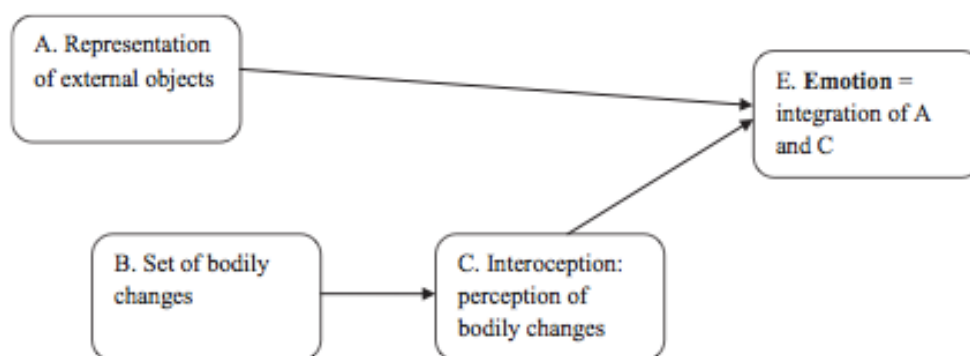 A. Representation
of external objects
E. Emotion =
integration of A
and C
B. Set of bodily
changes
C. Interoception:
perception of
bodily changes